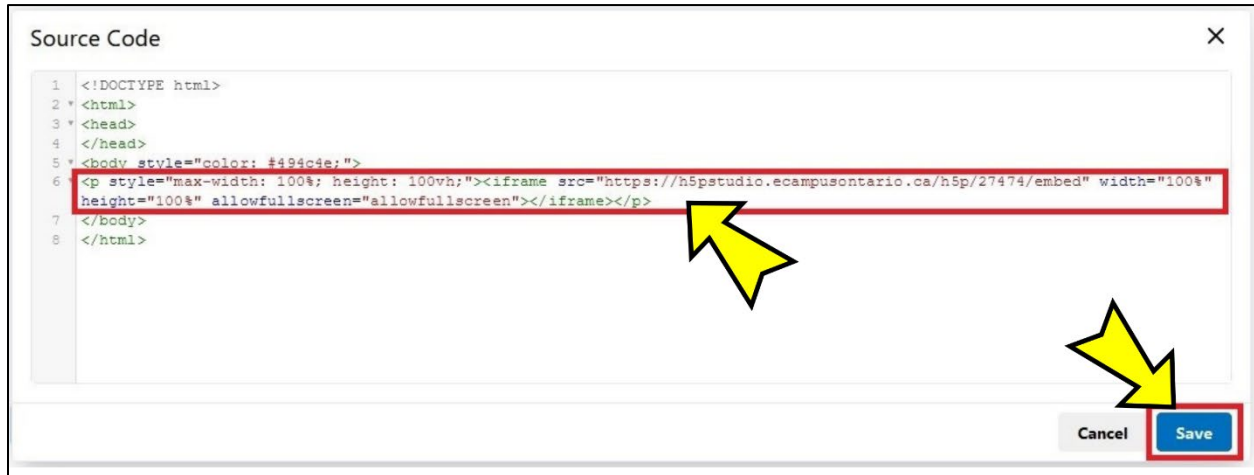 Source Code
1 <!DOCTYPE html>
2 <html>
3 <head>
4 </head>
5 <body style="color: #494c4e;">
6 <p style="max-width: 100%; height: 100vh;"><iframe src="https://h5pstudio.ecampusontario.ca/h5p/27474/embed" width="100%"
height="100%" allowfullscreen="allowfullscreen"></iframe></p>
7 </body>
8 </html>
Cancel Save